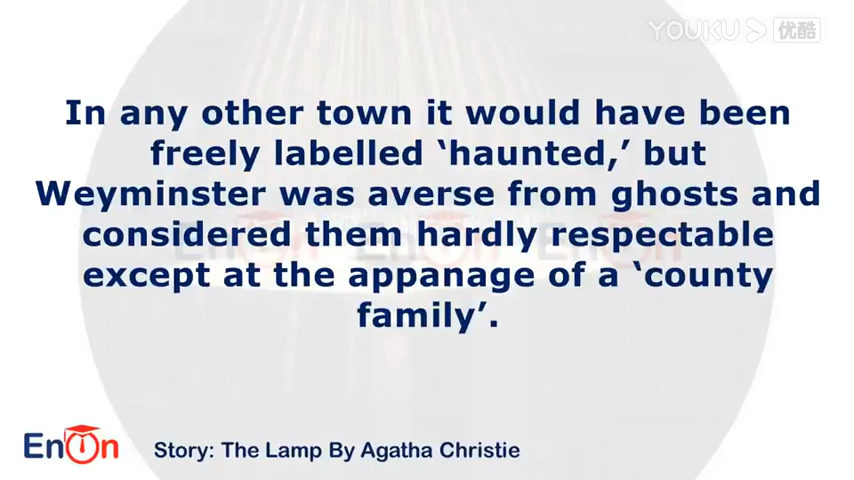 YOUKU 优酷
In any other town it would have been
freely labelled ‘haunted,’ but
Weyminster was averse from ghosts and
considered them hardly respectable
except at the appanage of a ‘county
family’.
EnOn
Story: The Lamp By Agatha Christie